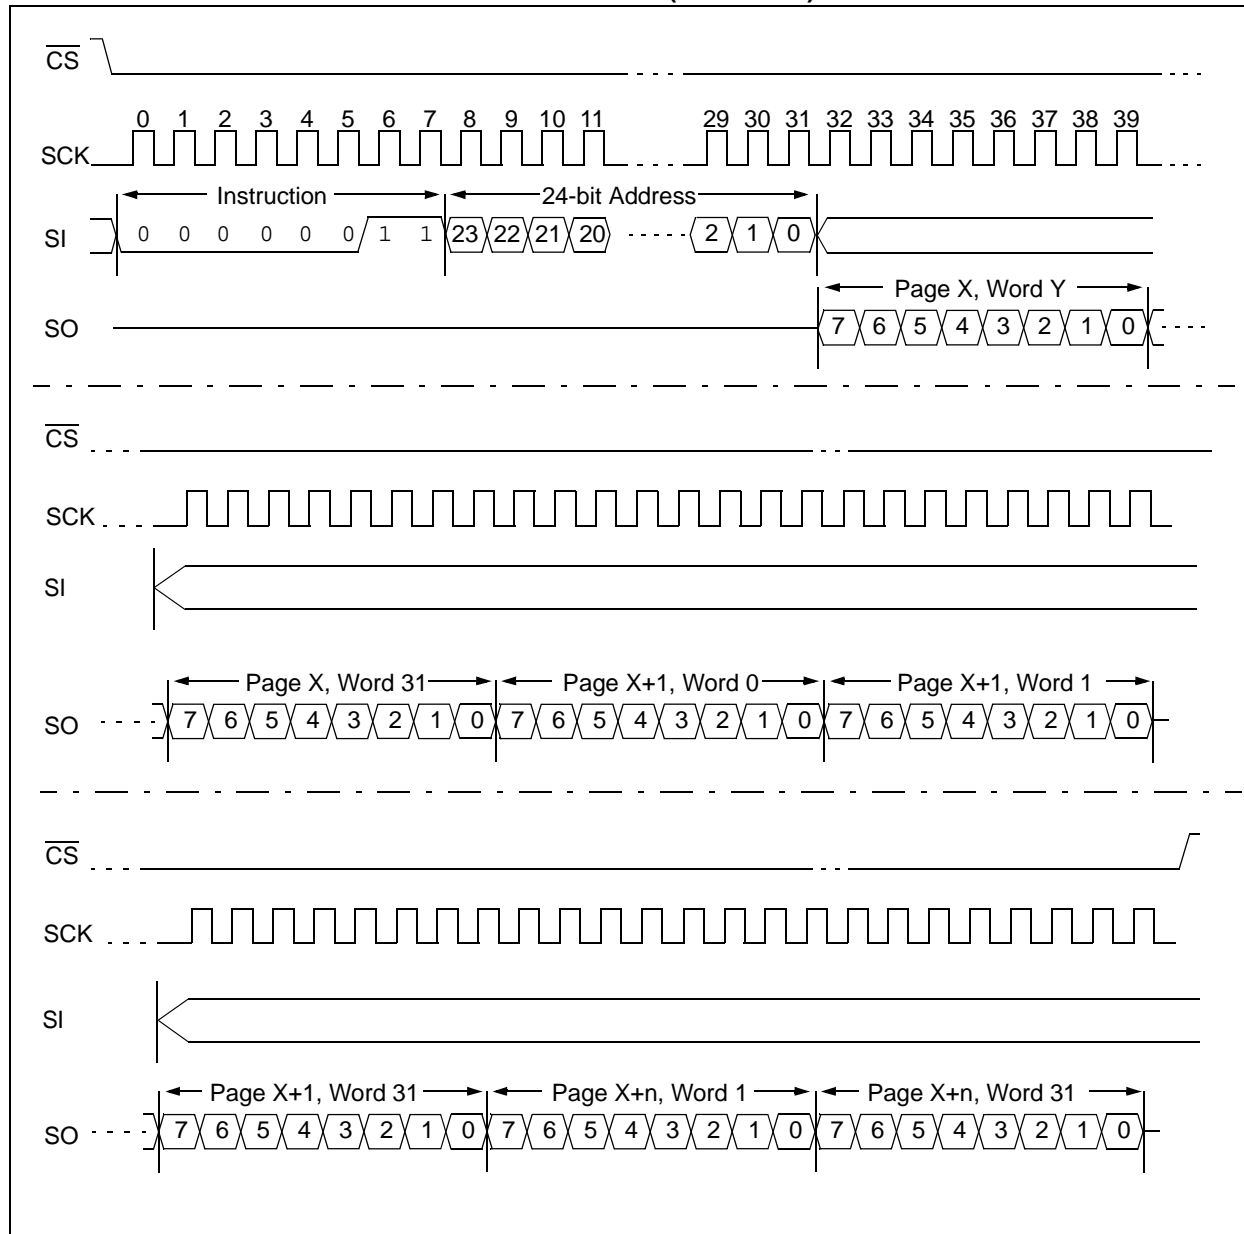 CS
0 1 2 3 4 5 6 7 8 9 10 11 29 30 31 32 33 34 35 36 37 38 39
SCK
Instruction 24-bit Address
SI 0 0 0 0 0 0 1 1 23 22 21 20 2 1 0
Page X, Word Y
SO 7 6 5 4 3 2 1 0
CS
SCK
SI
Page X, Word 31 Page X+1, Word 0 Page X+1, Word 1
SO 7 6 5 4 3 2 1 0 7 6 5 4 3 2 1 0 7 6 5 4 3 2 1 0
CS
SCK
SI
Page X+1, Word 31 Page X+n, Word 1 Page X+n, Word 31
SO 7 6 5 4 3 2 1 0 7 6 5 4 3 2 1 0 7 6 5 4 3 2 1 0